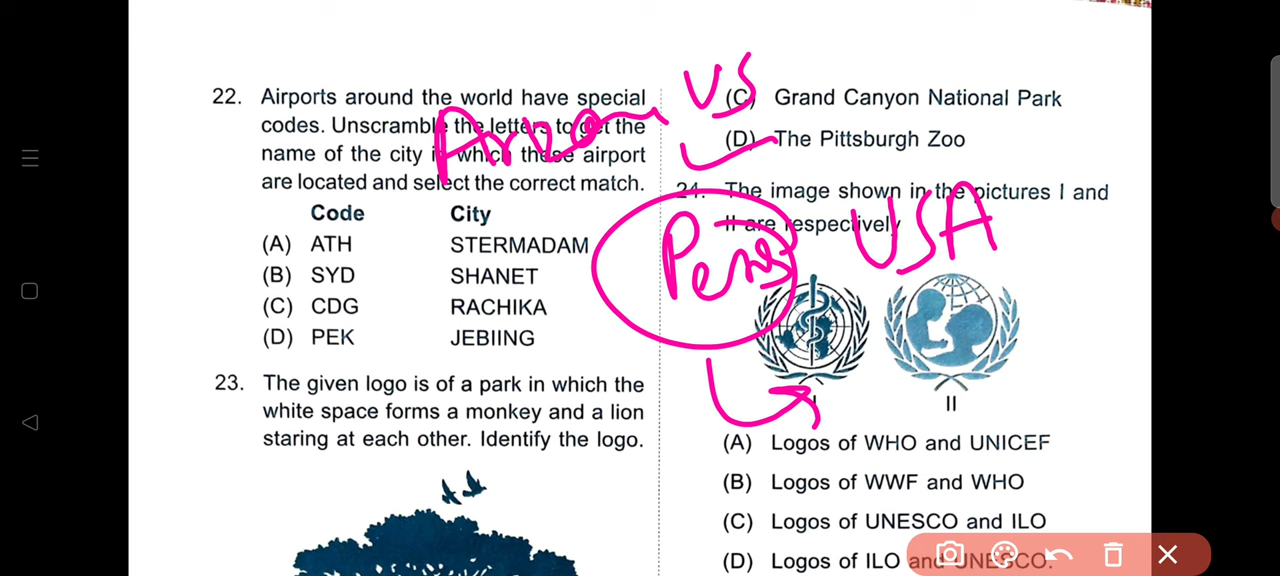 22. Airports around the world have special
codes. Unscramble the letters to get the
name of the city in which these airport
are located and select the correct match.
Code City
(A) ATH STERMADAM
(B) SYD SHANET
(C) CDG RACHIKA
(D) PEK JEBIING
23. The given logo is of a park in which the
white space forms a monkey and a lion
staring at each other. Identify the logo.
US
(C) Grand Canyon National Park
(D) The Pittsburgh Zoo
24. The image shown in the pictures I and
II are respectively
USA
I II
(A) Logos of WHO and UNICEF
(B) Logos of WWF and WHO
(C) Logos of UNESCO and ILO
(D) Logos of ILO and UNESCO.